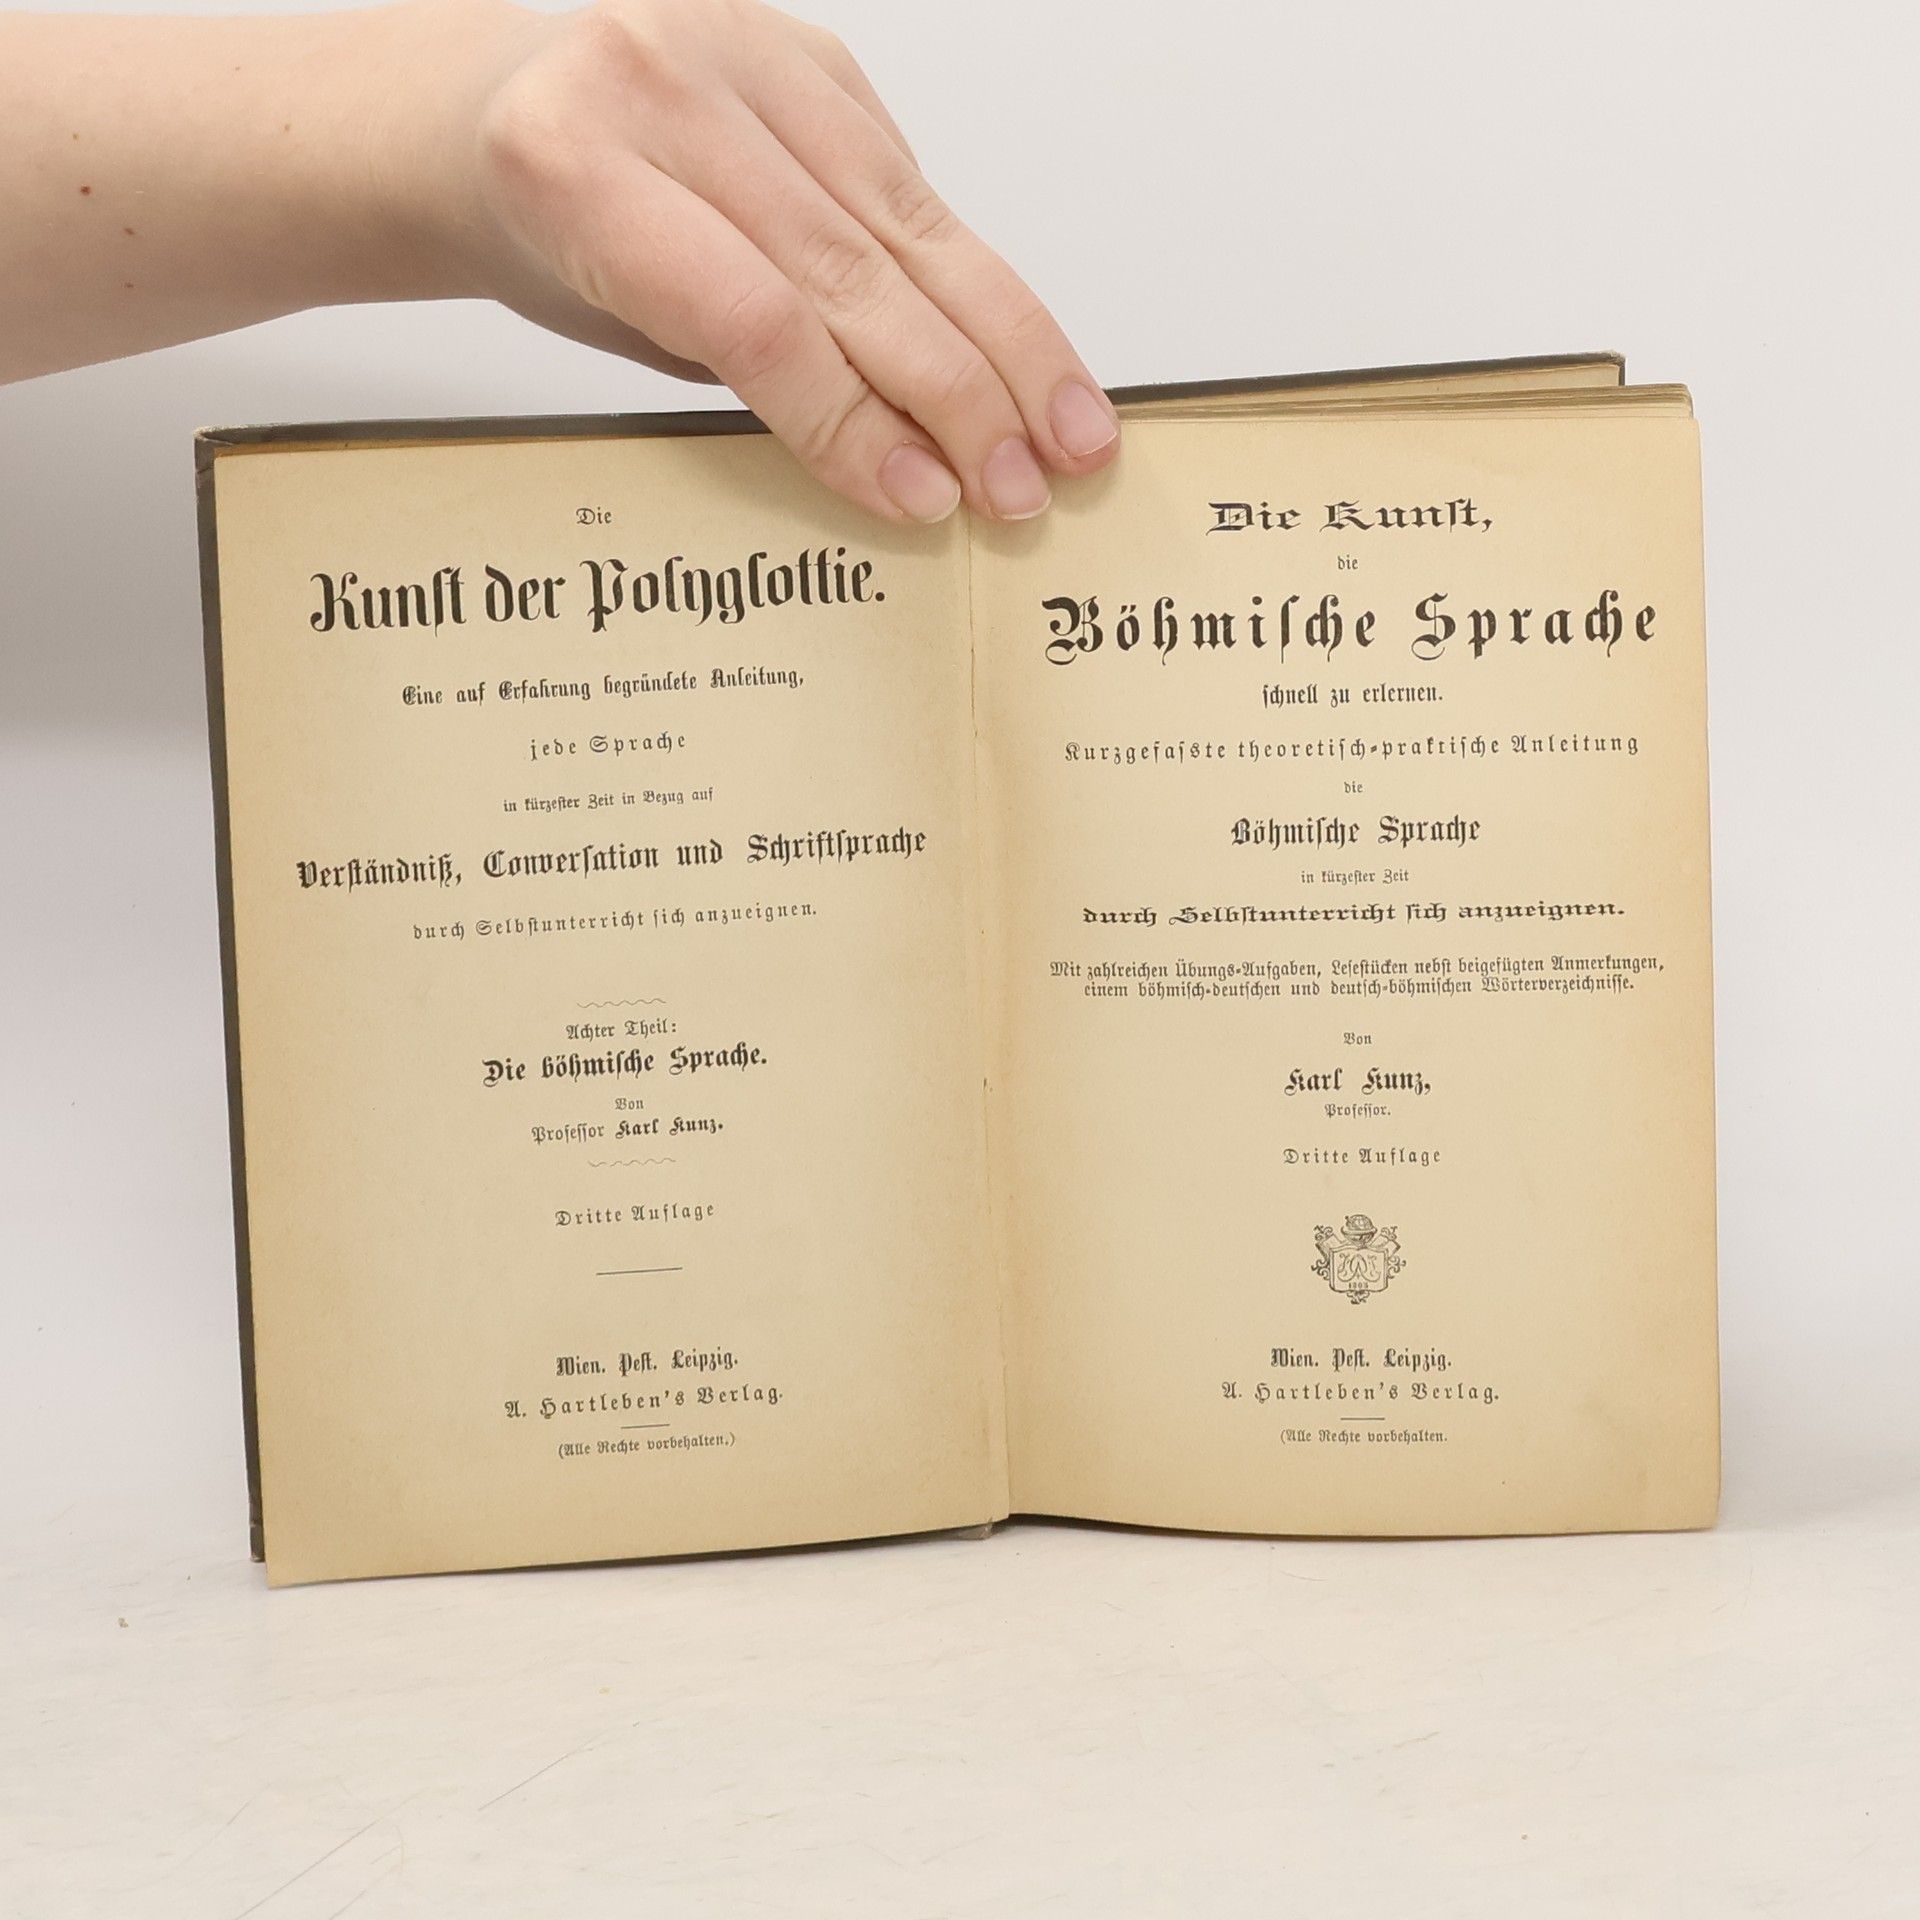 Die
Kunſt der Polyglottie.
Eine auf Erfahrung begründete Anleitung,
jede Sprache
in kürzeſter Zeit in Bezug auf
Verſtändniß, Converſation und Schriftſprache
durch Selbſtunterricht ſich anzueignen.
Achter Theil:
Die böhmiſche Sprache.
Von
Profeſſor Karl Kunz.
Dritte Auflage
Wien. Peſt. Leipzig.
A. Hartleben's Verlag.
(Alle Rechte vorbehalten.)
Die Kunſt,
die
Böhmiſche Sprache
ſchnell zu erlernen.
Kurzgefaſste theoretiſch-praktiſche Anleitung
die
Böhmiſche Sprache
in kürzeſter Zeit
durch Selbſtunterricht ſich anzueignen.
Mit zahlreichen Übungs-Aufgaben, Leſeſtücken nebſt beigefügten Anmerkungen,
einem böhmiſch-deutſchen und deutſch-böhmiſchen Wörterverzeichniſſe.
Von
Karl Kunz,
Profeſſor.
Dritte Auflage
1803
Wien. Peſt. Leipzig.
A. Hartleben's Verlag.
(Alle Rechte vorbehalten.